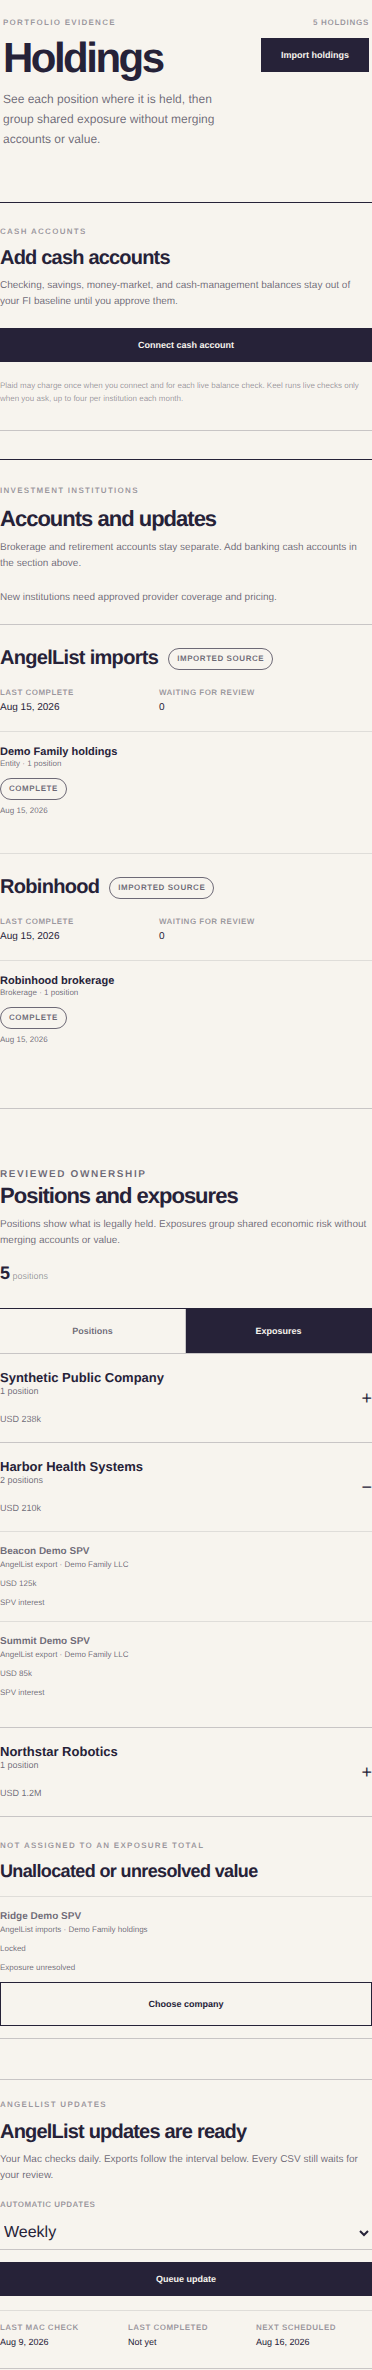 PORTFOLIO EVIDENCE
5 HOLDINGS
Holdings
Import holdings
See each position where it is held, then
group shared exposure without merging
accounts or value.
CASH ACCOUNTS
Add cash accounts
Checking, savings, money-market, and cash-management balances stay out of
your FI baseline until you approve them.
Connect cash account
Plaid may charge once when you connect and for each live balance check. Keel runs live checks only
when you ask, up to four per institution each month.
INVESTMENT INSTITUTIONS
Accounts and updates
Brokerage and retirement accounts stay separate. Add banking cash accounts in
the section above.
New institutions need approved provider coverage and pricing.
AngelList imports IMPORTED SOURCE
LAST COMPLETE WAITING FOR REVIEW
Aug 15, 2026 0
Demo Family holdings
Entity · 1 position
COMPLETE
Aug 15, 2026
Robinhood IMPORTED SOURCE
LAST COMPLETE WAITING FOR REVIEW
Aug 15, 2026 0
Robinhood brokerage
Brokerage · 1 position
COMPLETE
Aug 15, 2026
REVIEWED OWNERSHIP
Positions and exposures
Positions show what is legally held. Exposures group shared economic risk without
merging accounts or value.
5 positions
Positions Exposures
Synthetic Public Company
1 position
+
USD 238k
Harbor Health Systems
2 positions
−
USD 210k
Beacon Demo SPV
AngelList export · Demo Family LLC
USD 125k
SPV interest
Summit Demo SPV
AngelList export · Demo Family LLC
USD 85k
SPV interest
Northstar Robotics
1 position
+
USD 1.2M
NOT ASSIGNED TO AN EXPOSURE TOTAL
Unallocated or unresolved value
Ridge Demo SPV
AngelList imports · Demo Family holdings
Locked
Exposure unresolved
Choose company
ANGELLIST UPDATES
AngelList updates are ready
Your Mac checks daily. Exports follow the interval below. Every CSV still waits for
your review.
AUTOMATIC UPDATES
Weekly
Queue update
LAST MAC CHECK LAST COMPLETED NEXT SCHEDULED
Aug 9, 2026 Not yet Aug 16, 2026